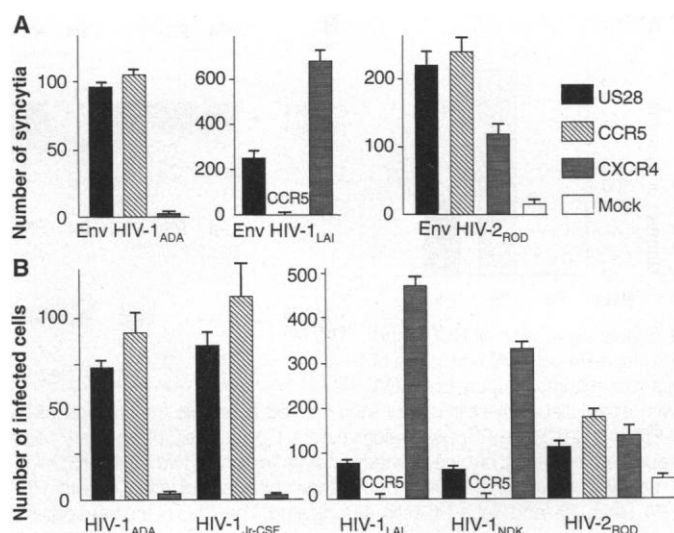 A
Number of syncytia
100
50
0
Env HIV-1ADA
600
400
200
0
CCR5
Env HIV-1LAI
200
100
0
Env HIV-2ROD
US28
CCR5
CXCR4
Mock
B
Number of infected cells
100
50
0
HIV-1ADA
HIV-1Jr-CSF
500
400
300
200
100
0
CCR5
CCR5
HIV-1LAI
HIV-1NDK
HIV-2ROD